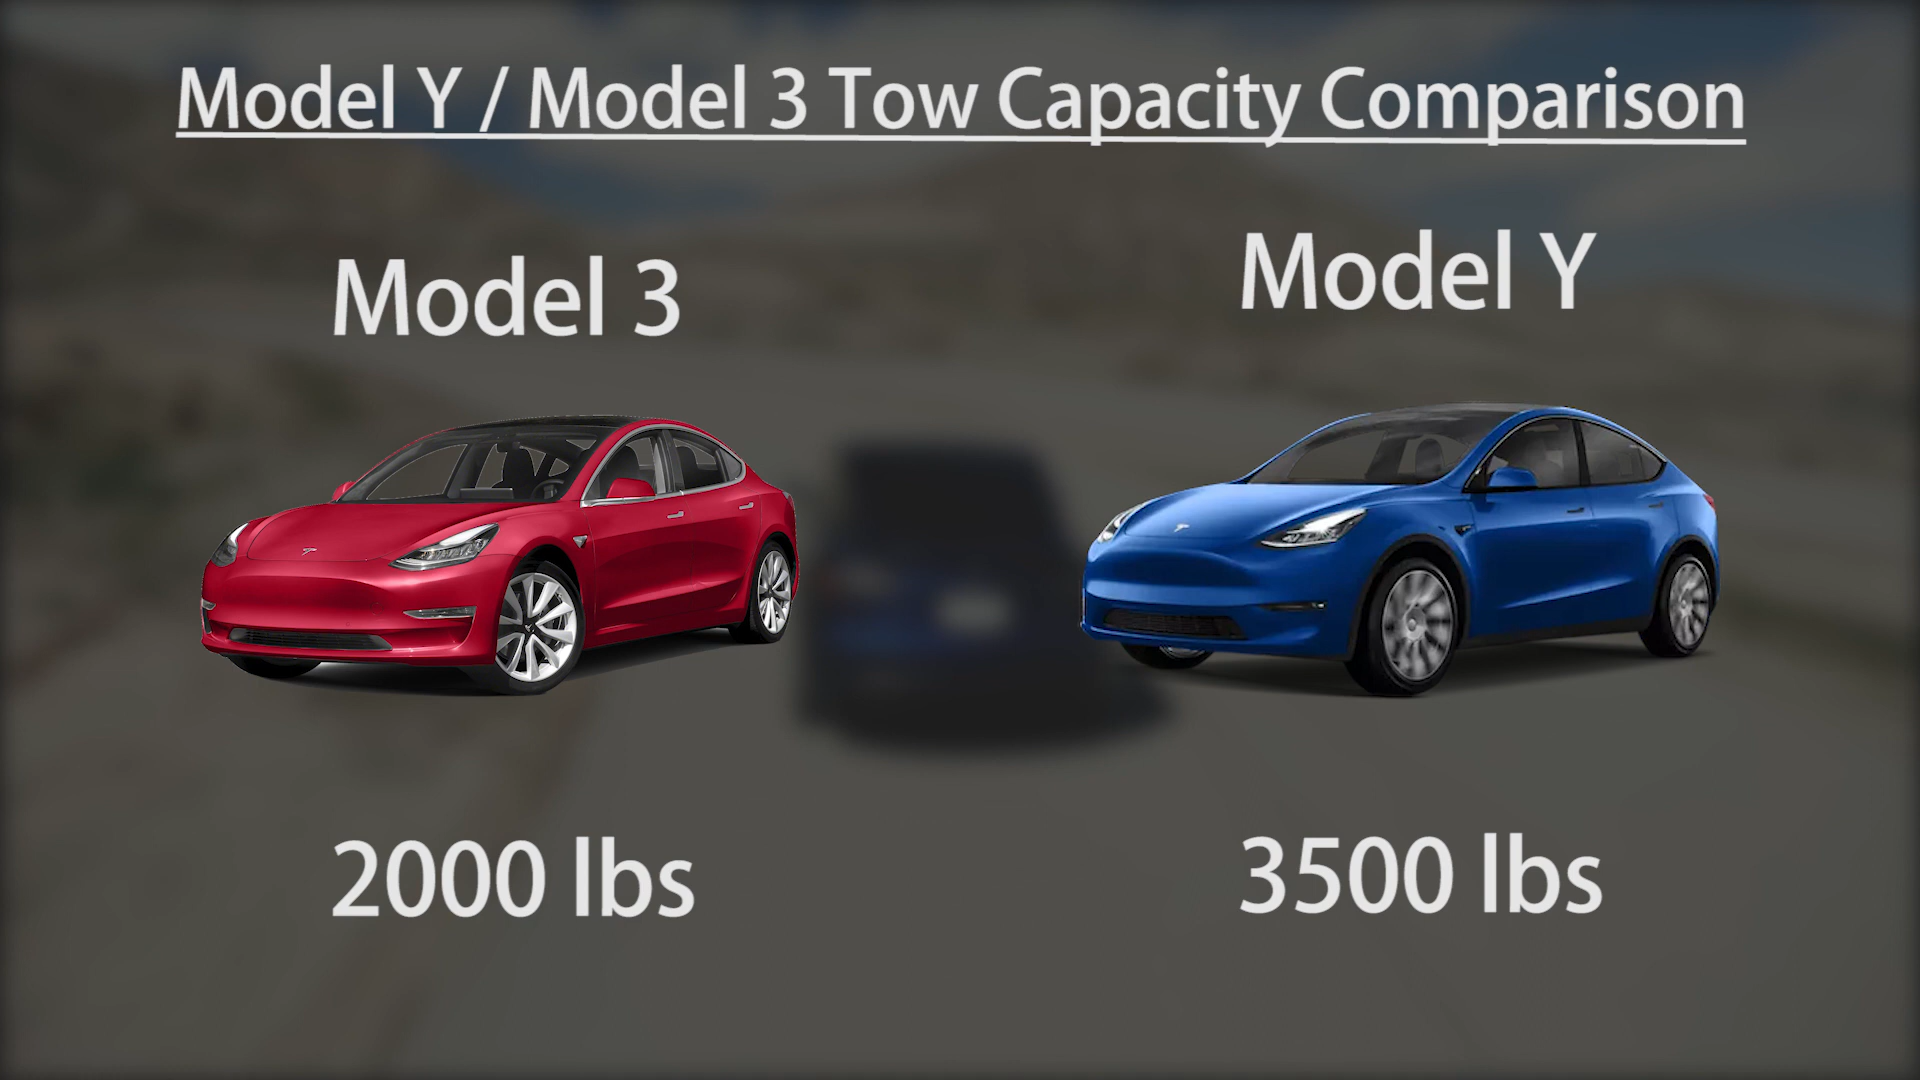 Model Y / Model 3 Tow Capacity Comparison
Model 3
Model Y
2000 lbs
3500 lbs